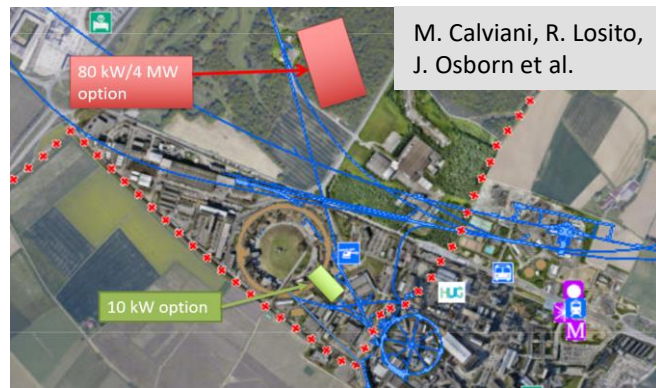 M. Calviani, R. Losito,
J. Osborn et al.
80 kW/4 MW
option
10 kW option
HUG
M